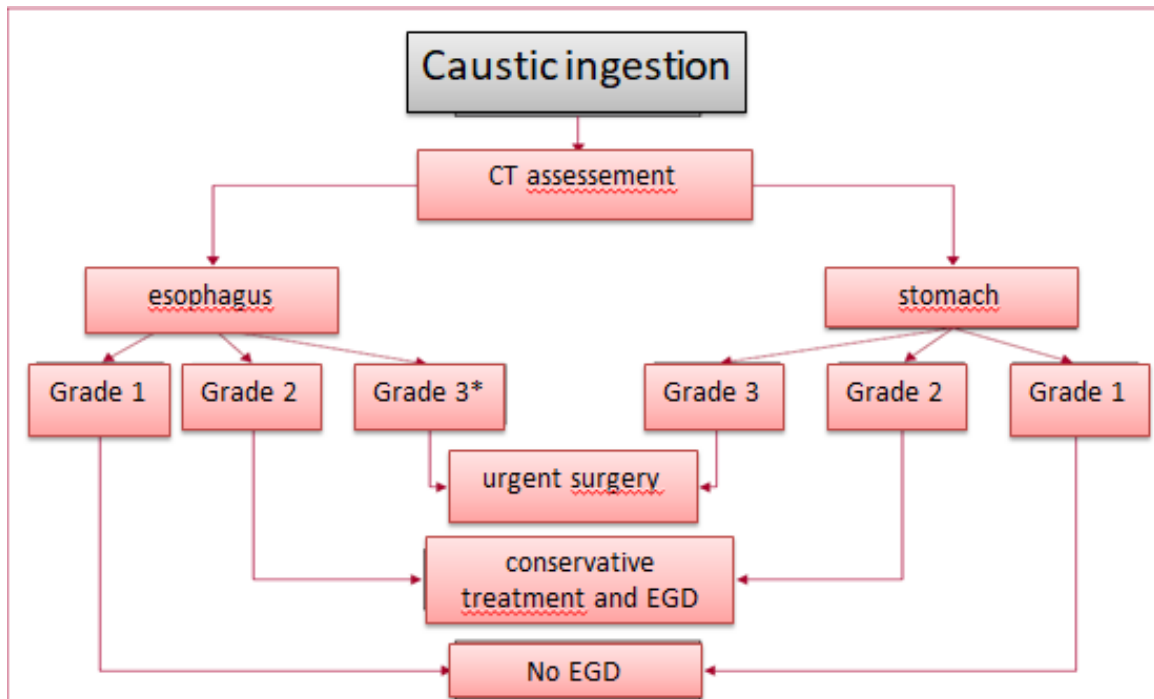 Caustic ingestion
CT assessement
esophagus
stomach
Grade 1
Grade 2
Grade 3*
Grade 3
Grade 2
Grade 1
urgent surgery
conservative
treatment and EGD
No EGD